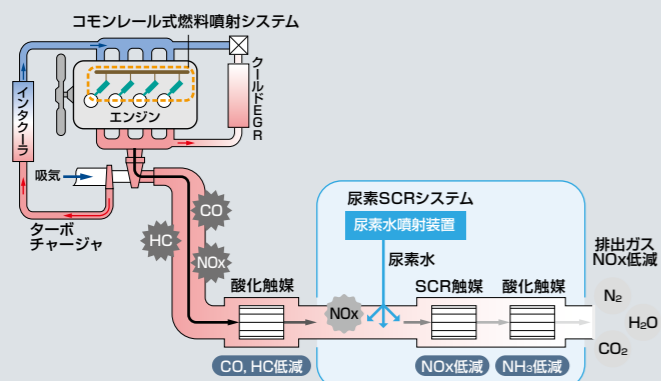 コモンレール式燃料噴射システム
クールドEGR
インタクーラ
エンジン
吸気
ターボ
チャージャ
CO
HC
NOx
尿素SCRシステム
尿素水噴射装置
尿素水
排出ガス
NOx低減
酸化触媒
NOx
SCR触媒
酸化触媒
N₂
H₂O
CO₂
CO, HC低減
NOx低減
NH₃低減